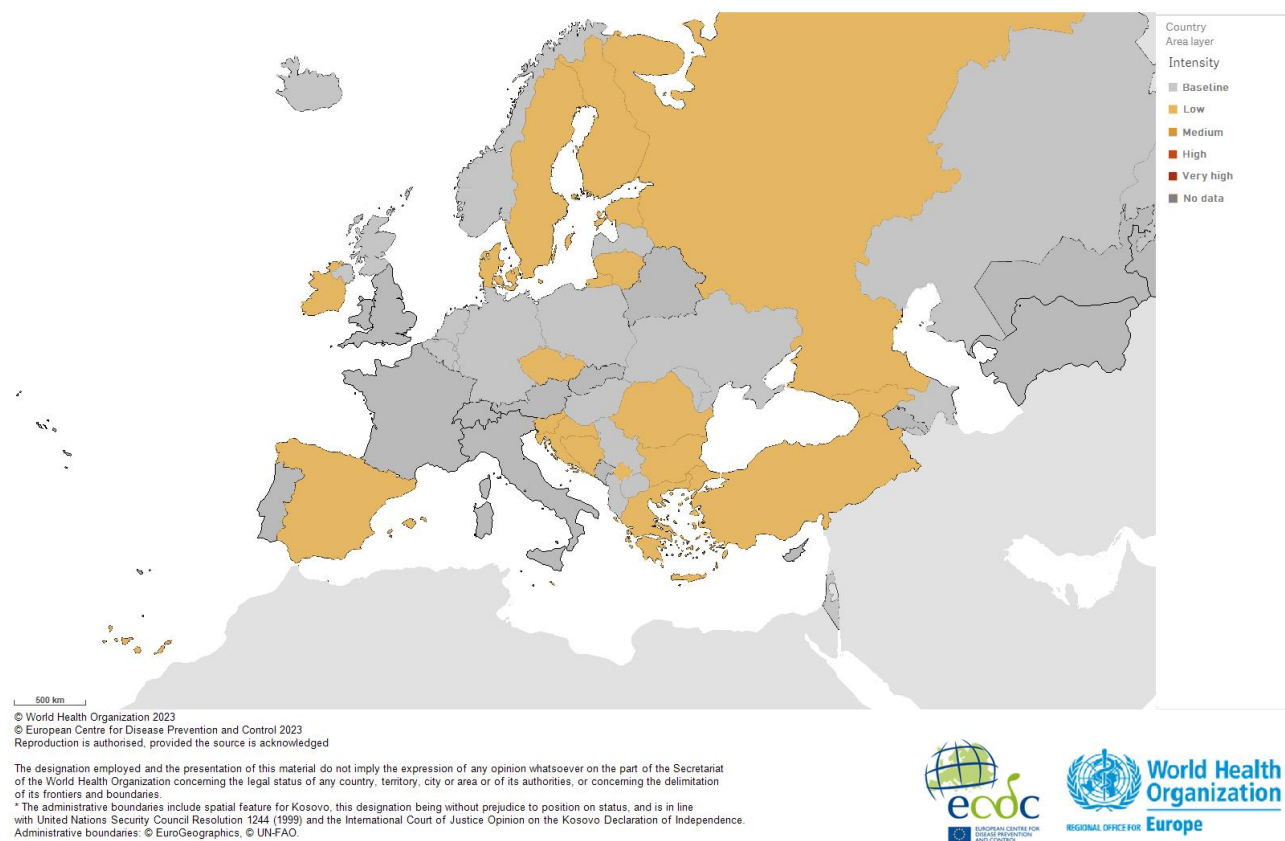 Country
Area layer
Intensity
Baseline
Low
Medium
High
Very high
No data
500 km
© World Health Organization 2023
© European Centre for Disease Prevention and Control 2023
Reproduction is authorised, provided the source is acknowledged
The designation employed and the presentation of this material do not imply the expression of any opinion whatsoever on the part of the Secretariat
of the World Health Organization concerning the legal status of any country, territory, city or area or of its authorities, or concerning the delimitation
of its frontiers and boundaries.
* The administrative boundaries include spatial feature for Kosovo, this designation being without prejudice to position on status, and is in line
with United Nations Security Council Resolution 1244 (1999) and the International Court of Justice Opinion on the Kosovo Declaration of Independence.
Administrative boundaries: © EuroGeographics, © UN-FAO.
ecdc
EUROPEAN CENTRE FOR
DISEASE PREVENTION
AND CONTROL
World Health
Organization
REGIONAL OFFICE FOR Europe